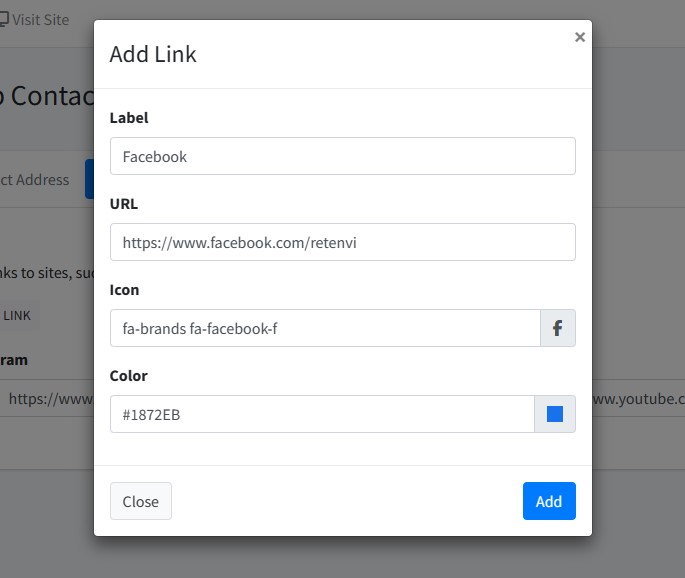 Visit Site
Add Link
×
Contac
Label
Facebook
ct Address
URL
https://www.facebook.com/retenvi
nks to sites, suc
Icon
LINK
fa-brands fa-facebook-f
ram
Color
https://www.
#1872EB
ww.youtube.c
Close
Add